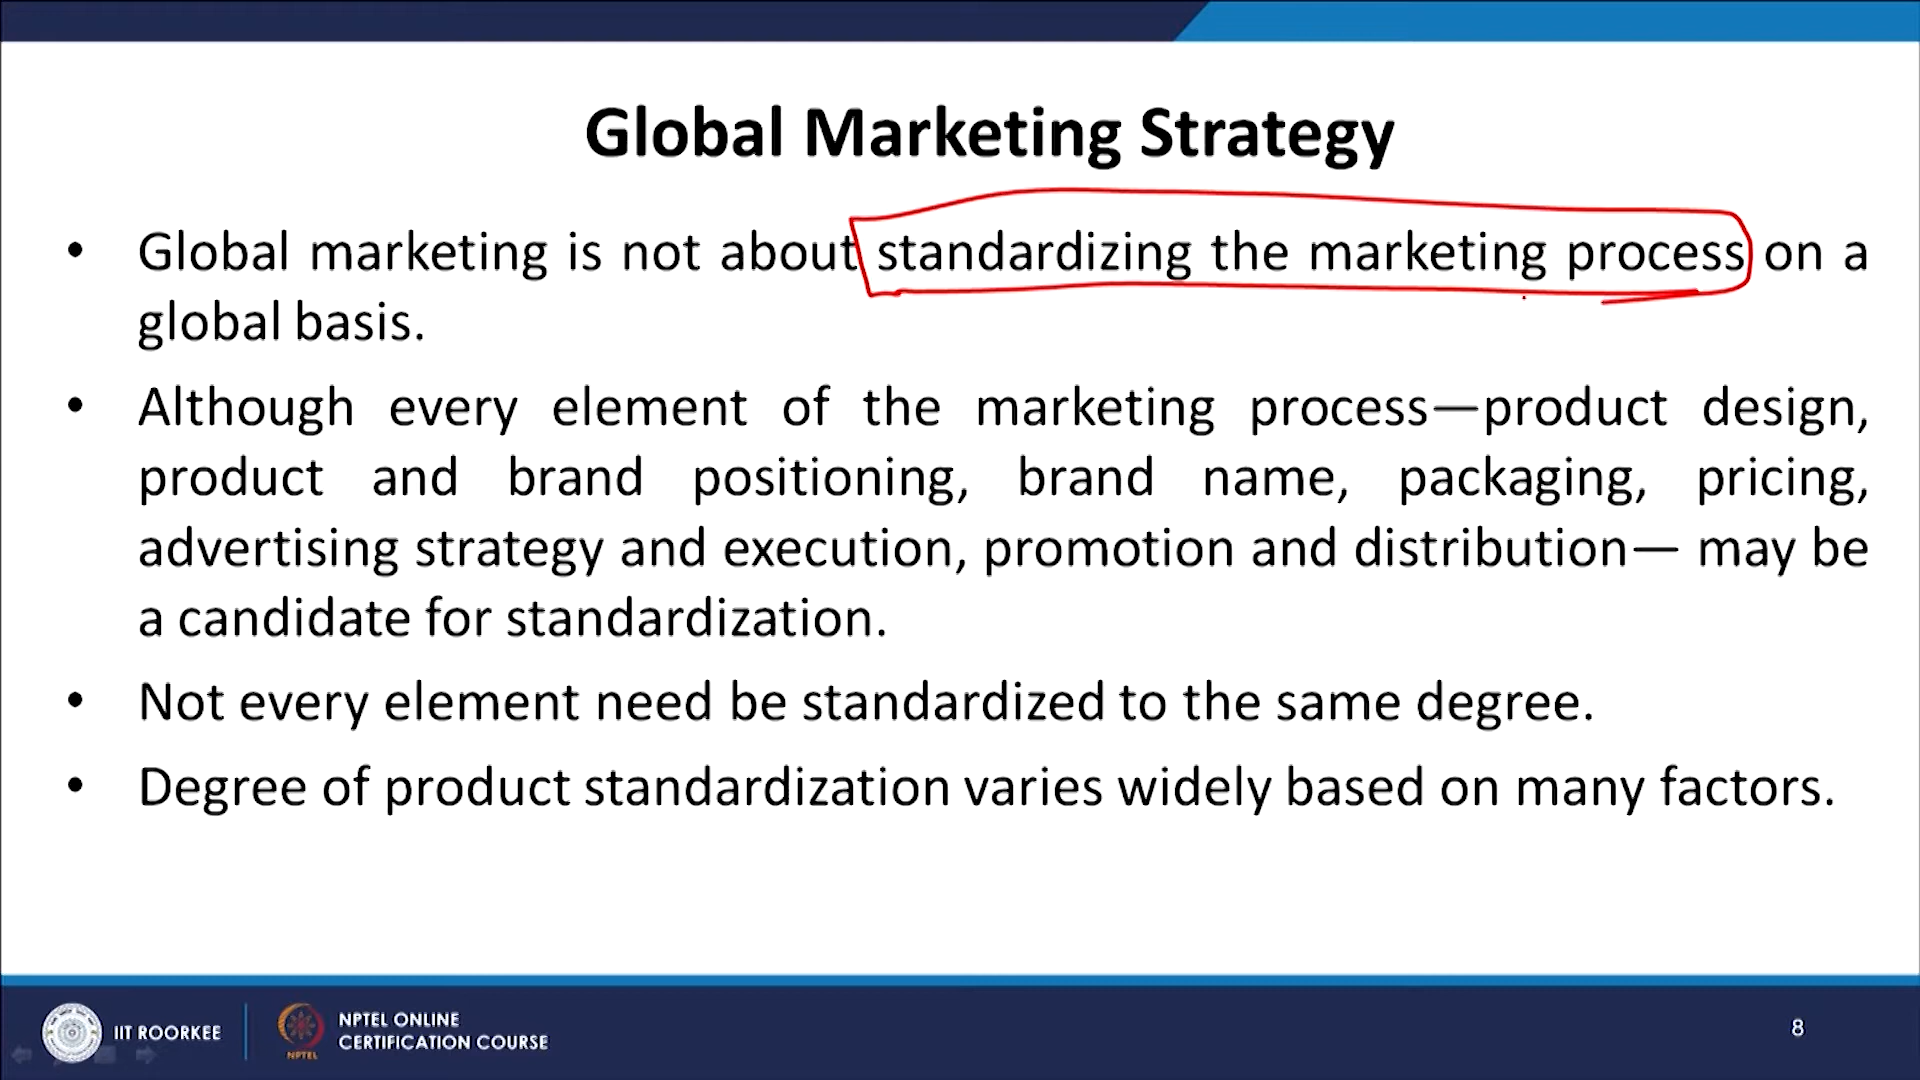 Global Marketing Strategy
• Global marketing is not about standardizing the marketing process on a
global basis.
• Although every element of the marketing process—product design,
product and brand positioning, brand name, packaging, pricing,
advertising strategy and execution, promotion and distribution— may be
a candidate for standardization.
• Not every element need be standardized to the same degree.
• Degree of product standardization varies widely based on many factors.
IIT ROORKEE
NPTEL
NPTEL ONLINE
CERTIFICATION COURSE
8